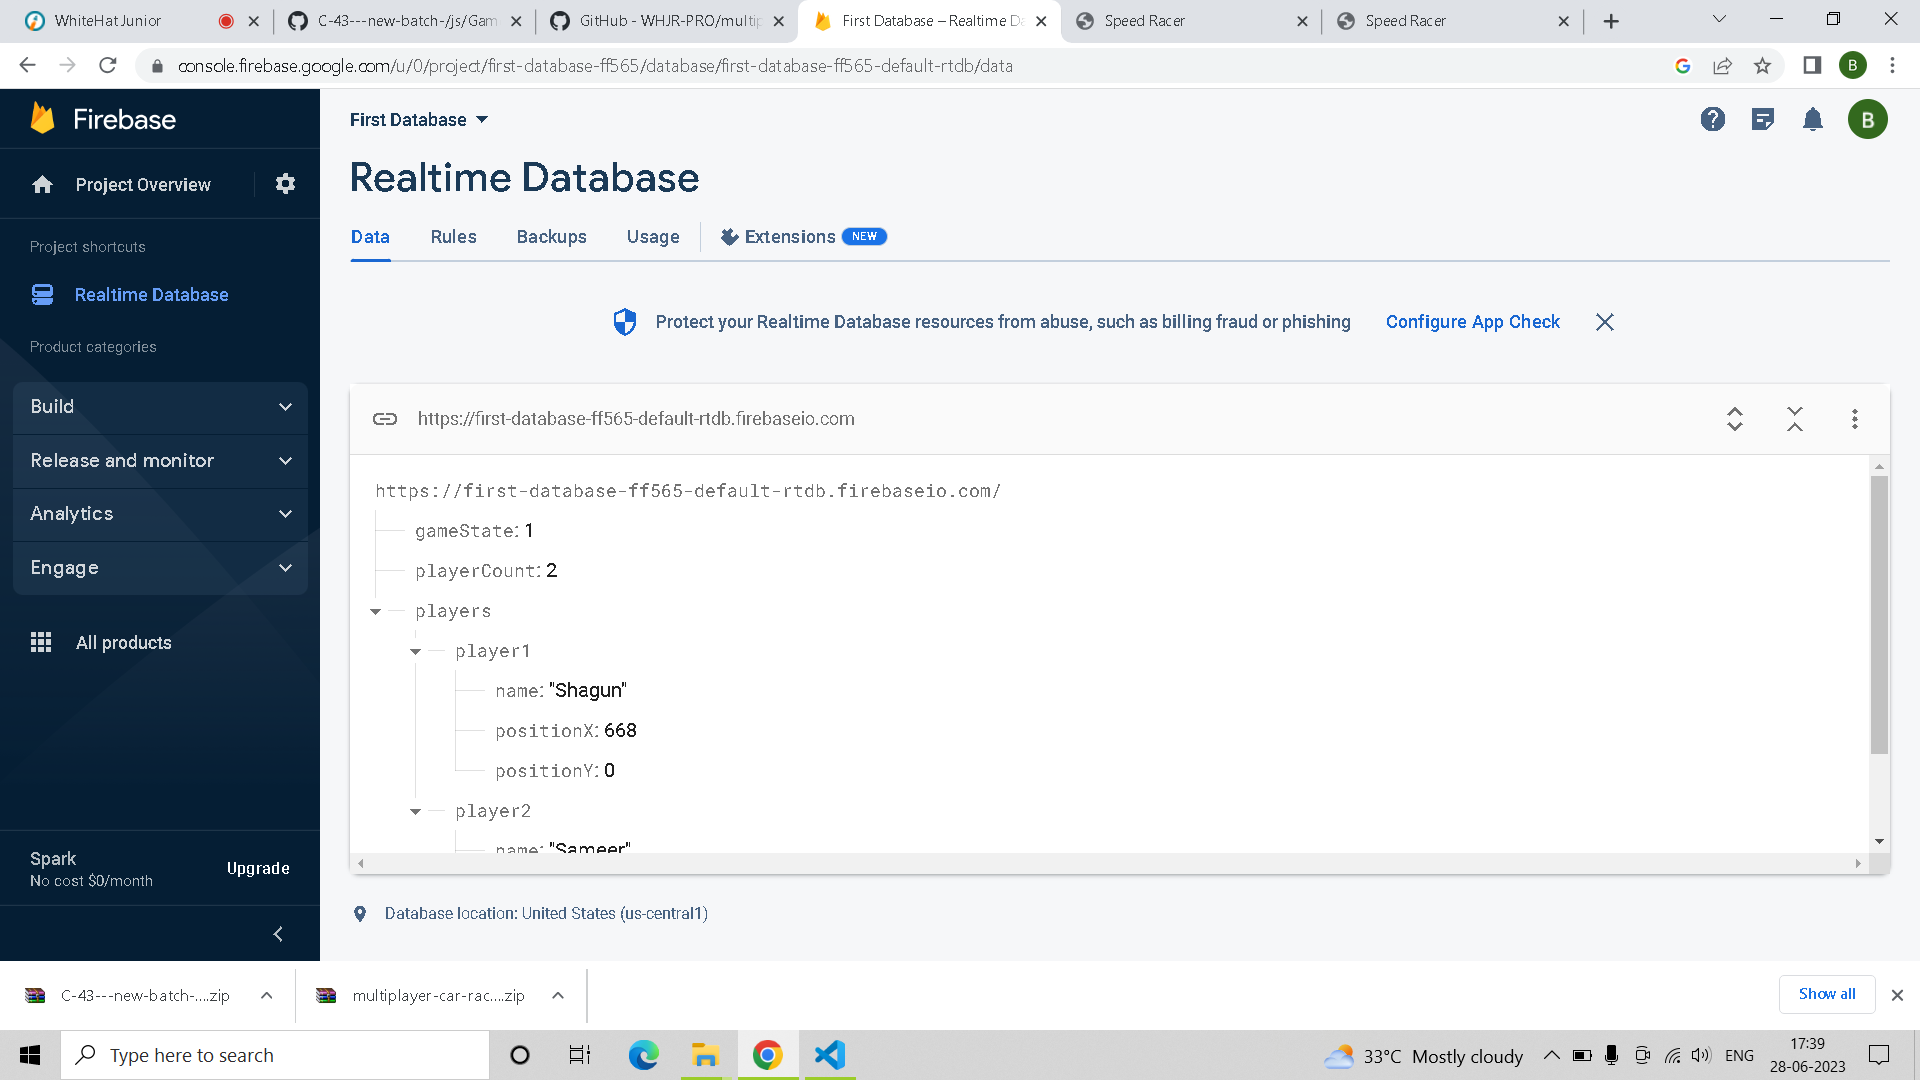 WhiteHat Junior
C-43---new-batch-/js/Gam
GitHub - WHJR-PRO/multip
First Database – Realtime Da
Speed Racer
Speed Racer
console.firebase.google.com/u/0/project/first-database-ff565/database/first-database-ff565-default-rtdb/data
B
Firebase
First Database
B
Project Overview
Realtime Database
Data
Rules
Backups
Usage
Extensions
NEW
Project shortcuts
Realtime Database
Product categories
Build
Release and monitor
Analytics
Engage
All products
Protect your Realtime Database resources from abuse, such as billing fraud or phishing
Configure App Check
https://first-database-ff565-default-rtdb.firebaseio.com
https://first-database-ff565-default-rtdb.firebaseio.com/
gameState: 1
playerCount: 2
players
player1
name: "Shagun"
positionX: 668
positionY: 0
player2
name: "Sameer"
Spark
No cost $0/month
Upgrade
Database location: United States (us-central1)
C-43---new-batch-....zip
multiplayer-car-rac....zip
Show all
Type here to search
33°C Mostly cloudy
ENG
17:39
28-06-2023